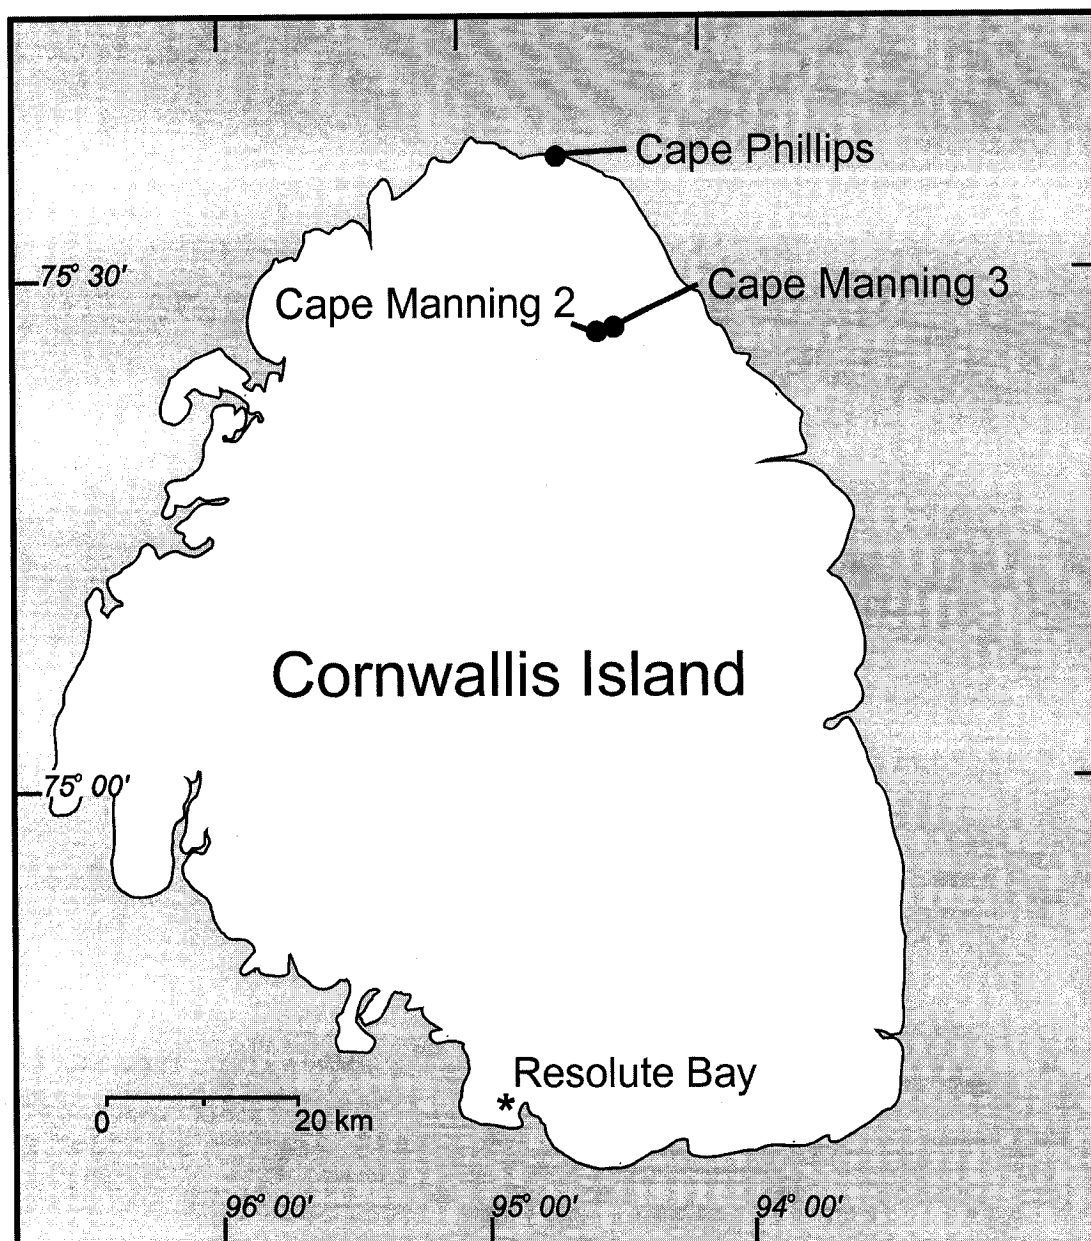 Cape Phillips
75° 30'
Cape Manning 3
Cape Manning 2
Cornwallis Island
75° 00'
Resolute Bay
*
0
20 km
96° 00'
95° 00'
94° 00'